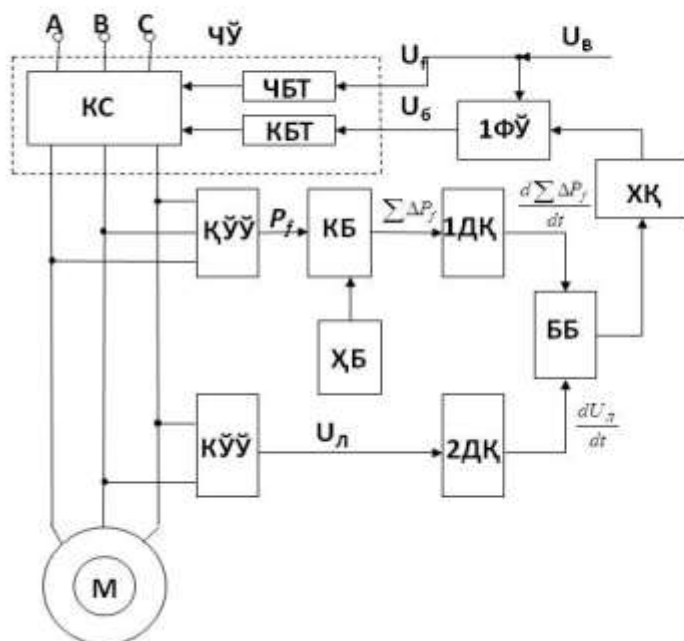 A B C
ЧЎ
U_f
U_в
КС
ЧБТ
КБТ
U_б
1ФЎ
ХҚ
ҚЎЎ
P_f
КБ
∑ΔP_f
1ДҚ
d∑ΔP_f/dt
ҲБ
ББ
КЎЎ
U_Л
2ДҚ
dU_л/dt
М